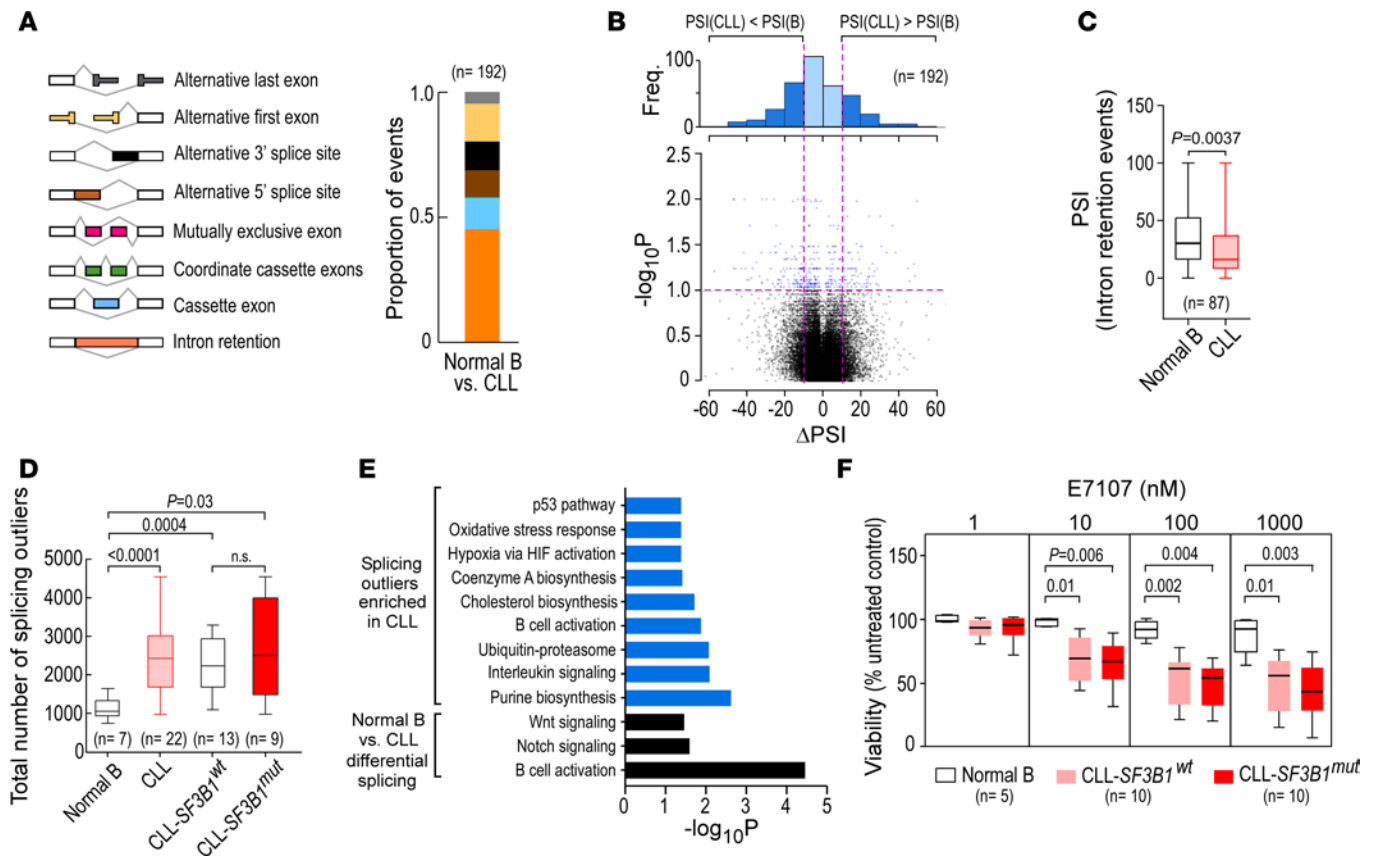 A
Alternative last exon
Alternative first exon
Alternative 3' splice site
Alternative 5' splice site
Mutually exclusive exon
Coordinate cassette exons
Cassette exon
Intron retention
(n= 192)
1.0
0.5
0
Proportion of events
Normal B
vs. CLL
B
PSI(CLL) < PSI(B)
PSI(CLL) > PSI(B)
100
0
Freq.
(n= 192)
2.5
2.0
1.5
1.0
0.5
0
-log10P
-60 -40 -20 0 20 40 60
ΔPSI
C
150
100
50
0
PSI
(Intron retention events)
P=0.0037
(n= 87)
Normal B
CLL
D
Total number of splicing outliers
P=0.03
0.0004
<0.0001
n.s.
5000
4000
3000
2000
1000
0
(n= 7) (n= 22) (n= 13) (n= 9)
Normal B
CLL
CLL-SF3B1wt
CLL-SF3B1mut
E
Splicing
outliers
enriched
in CLL
p53 pathway
Oxidative stress response
Hypoxia via HIF activation
Coenzyme A biosynthesis
Cholesterol biosynthesis
B cell activation
Ubiquitin-proteasome
Interleukin signaling
Purine biosynthesis
Normal B
vs. CLL
differential
splicing
Wnt signaling
Notch signaling
B cell activation
0 1 2 3 4 5
-log10P
F
E7107 (nM)
1 10 100 1000
Viability (% untreated control)
150
100
50
0
P=0.006
0.01
0.004
0.002
0.003
0.01
Normal B
(n= 5)
CLL-SF3B1wt
(n= 10)
CLL-SF3B1mut
(n= 10)